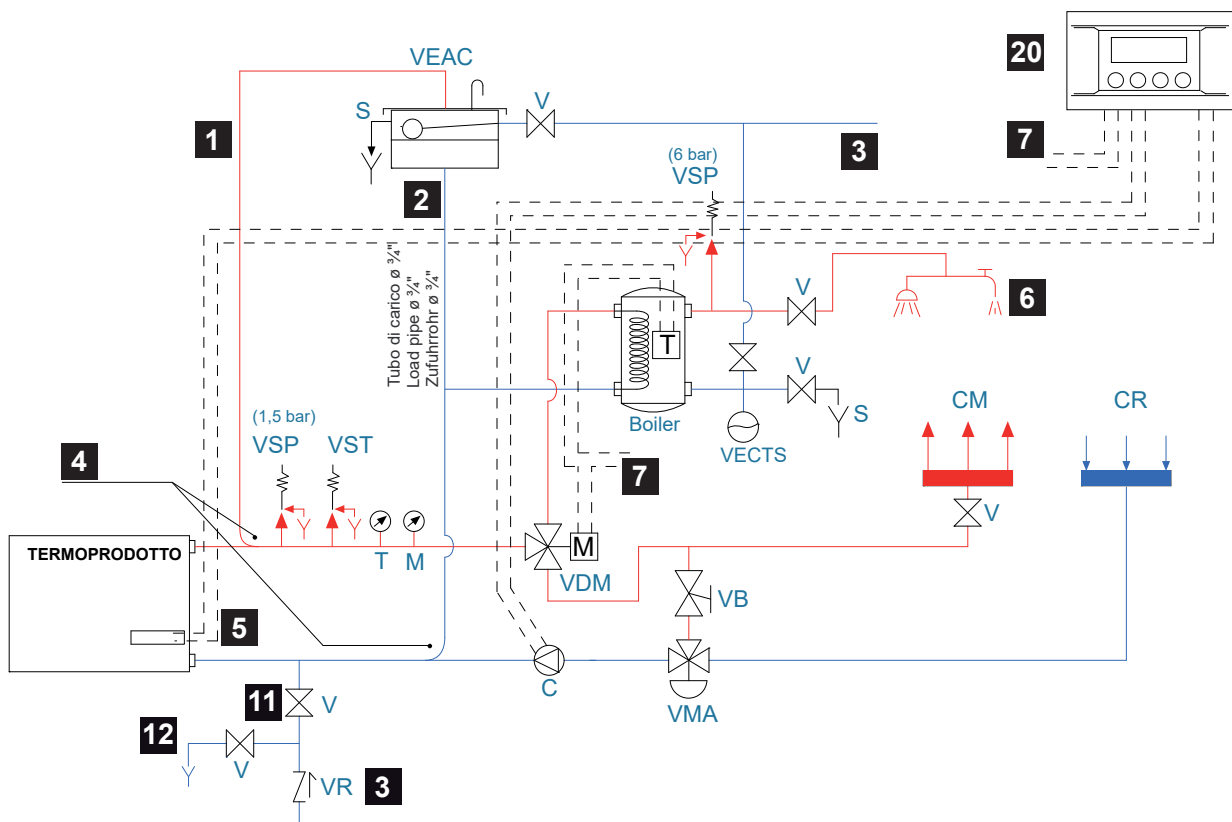 VEAC
20
S
V
1
3
7
(6 bar)
VSP
2
Tubo di carico ø ¾"
Load pipe ø ¾"
Zufuhrrohr ø ¾"
V
6
T
V
S
Boiler
VECTS
CM
CR
(1,5 bar)
VSP
VST
4
7
V
TERMOPRODOTTO
T
M
M
VDM
VB
5
C
VMA
11
V
12
V
VR
3